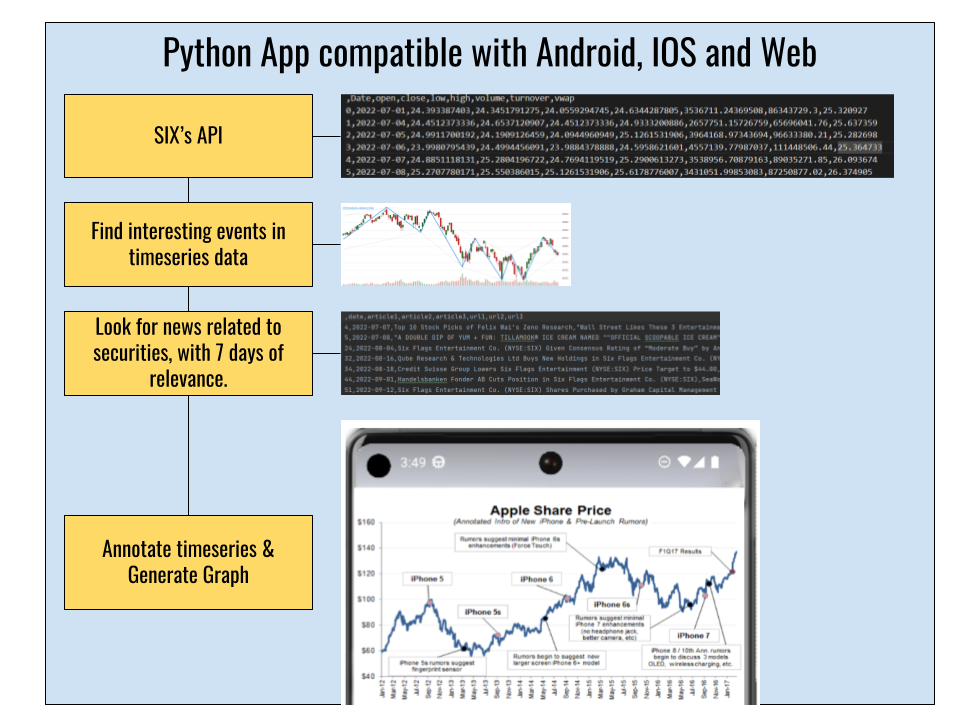 Python App compatible with Android, IOS and Web
SIX's API
,Date,open,close,low,high,volume,turnover,vwap
0,2022-07-01,24.393387403,24.3451791275,24.0559294745,24.6344287805,3536711.24369508,86343729.3,25.320927
1,2022-07-04,24.4512373336,24.6537120907,24.4512373336,24.9333200886,2657751.15726759,65696041.76,25.637359
2,2022-07-05,24.9911700192,24.1909126459,24.0944960949,25.1261531906,3964168.97343694,96633380.21,25.282698
3,2022-07-06,23.9980795439,24.4994456091,23.9884378888,24.5958621601,4557139.77987037,111448506.44,25.364733
4,2022-07-07,24.8851118131,25.2804196722,24.7694119519,25.2900613273,3538956.70879163,89035271.85,26.093674
5,2022-07-08,25.2707780171,25.550386015,25.1261531906,25.6178776007,3431051.99853083,87250877.02,26.374905
Find interesting events in
timeseries data
Look for news related to
securities, with 7 days of
relevance.
,date,article1,article2,article3,url1,url2,url3
4,2022-07-07,Top 10 Stock Picks of Felix Wai's Zeno Research,"Wall Street Likes These 3 Entertainme
5,2022-07-08,"A DOUBLE DIP OF YUM + FUN: TILLAMOOK® ICE CREAM NAMED ""OFFICIAL SCOOPABLE ICE CREAM"
24,2022-08-04,Six Flags Entertainment Co. (NYSE:SIX) Given Consensus Rating of "Moderate Buy" by An
32,2022-08-16,Qube Research & Technologies Ltd Buys New Holdings in Six Flags Entertainment Co. (NY
34,2022-08-18,Credit Suisse Group Lowers Six Flags Entertainment (NYSE:SIX) Price Target to $44.00,
44,2022-09-01,Handelsbanken Fonder AB Cuts Position in Six Flags Entertainment Co. (NYSE:SIX),SeaWo
51,2022-09-12,Six Flags Entertainment Co. (NYSE:SIX) Shares Purchased by Graham Capital Management
Annotate timeseries &
Generate Graph
3:49
Apple Share Price
(Annotated Intro of New iPhone & Pre-Launch Rumors)
$160
$140
$120
$100
$80
$60
$40
Rumors suggest minimal iPhone 6s
enhancements (Force Touch)
F1Q17 Results
iPhone 5
iPhone 6
iPhone 5s
iPhone 6s
Rumors suggest minimal
iPhone 7 enhancements
(no headphone jack,
better camera, etc)
iPhone 7
iPhone 5s rumors suggest
fingerprint sensor
Rumors begin to suggest new
larger screen iPhone 6+ model
iPhone 8 / 10th Ann. rumors
begin to discuss 3 models
OLED, wireless charging, etc.
Jan-12
Mar-12
May-12
Jul-12
Sep-12
Nov-12
Jan-13
Mar-13
May-13
Jul-13
Sep-13
Nov-13
Jan-14
Mar-14
May-14
Jul-14
Sep-14
Nov-14
Jan-15
Mar-15
May-15
Jul-15
Sep-15
Nov-15
Jan-16
Mar-16
May-16
Jul-16
Sep-16
Nov-16
Jan-17